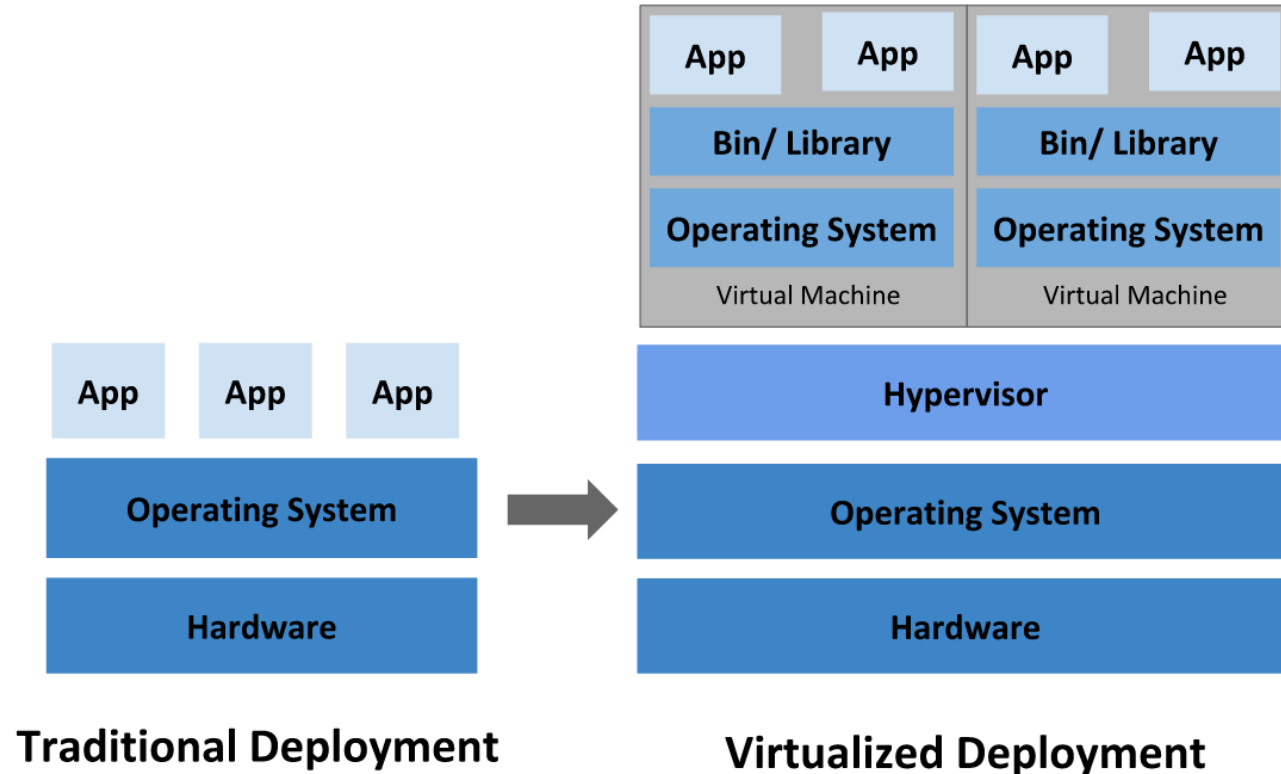 App
App
App
Operating System
Hardware
Traditional Deployment
App
App
App
App
Bin/ Library
Bin/ Library
Operating System
Operating System
Virtual Machine
Virtual Machine
Hypervisor
Operating System
Hardware
Virtualized Deployment